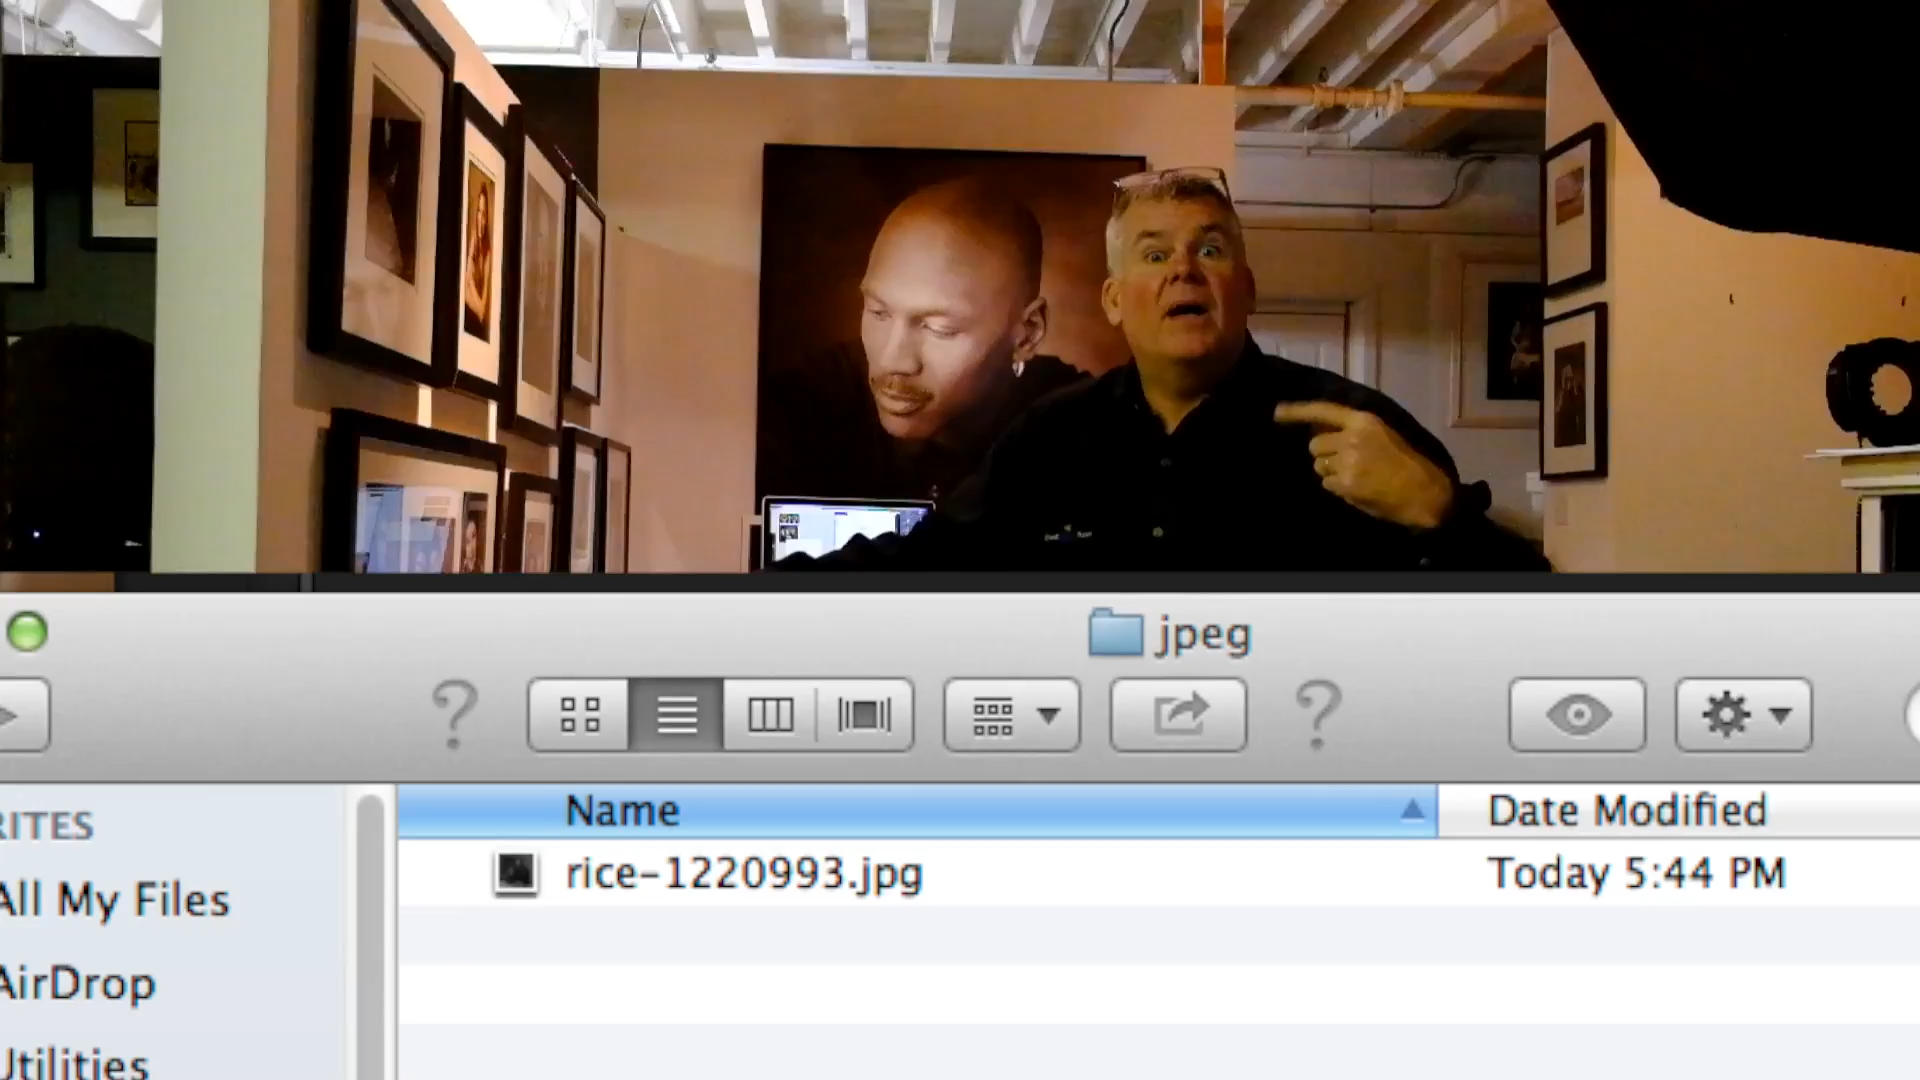 jpeg
RITES
Name
Date Modified
All My Files
rice-1220993.jpg
Today 5:44 PM
AirDrop
Utilities